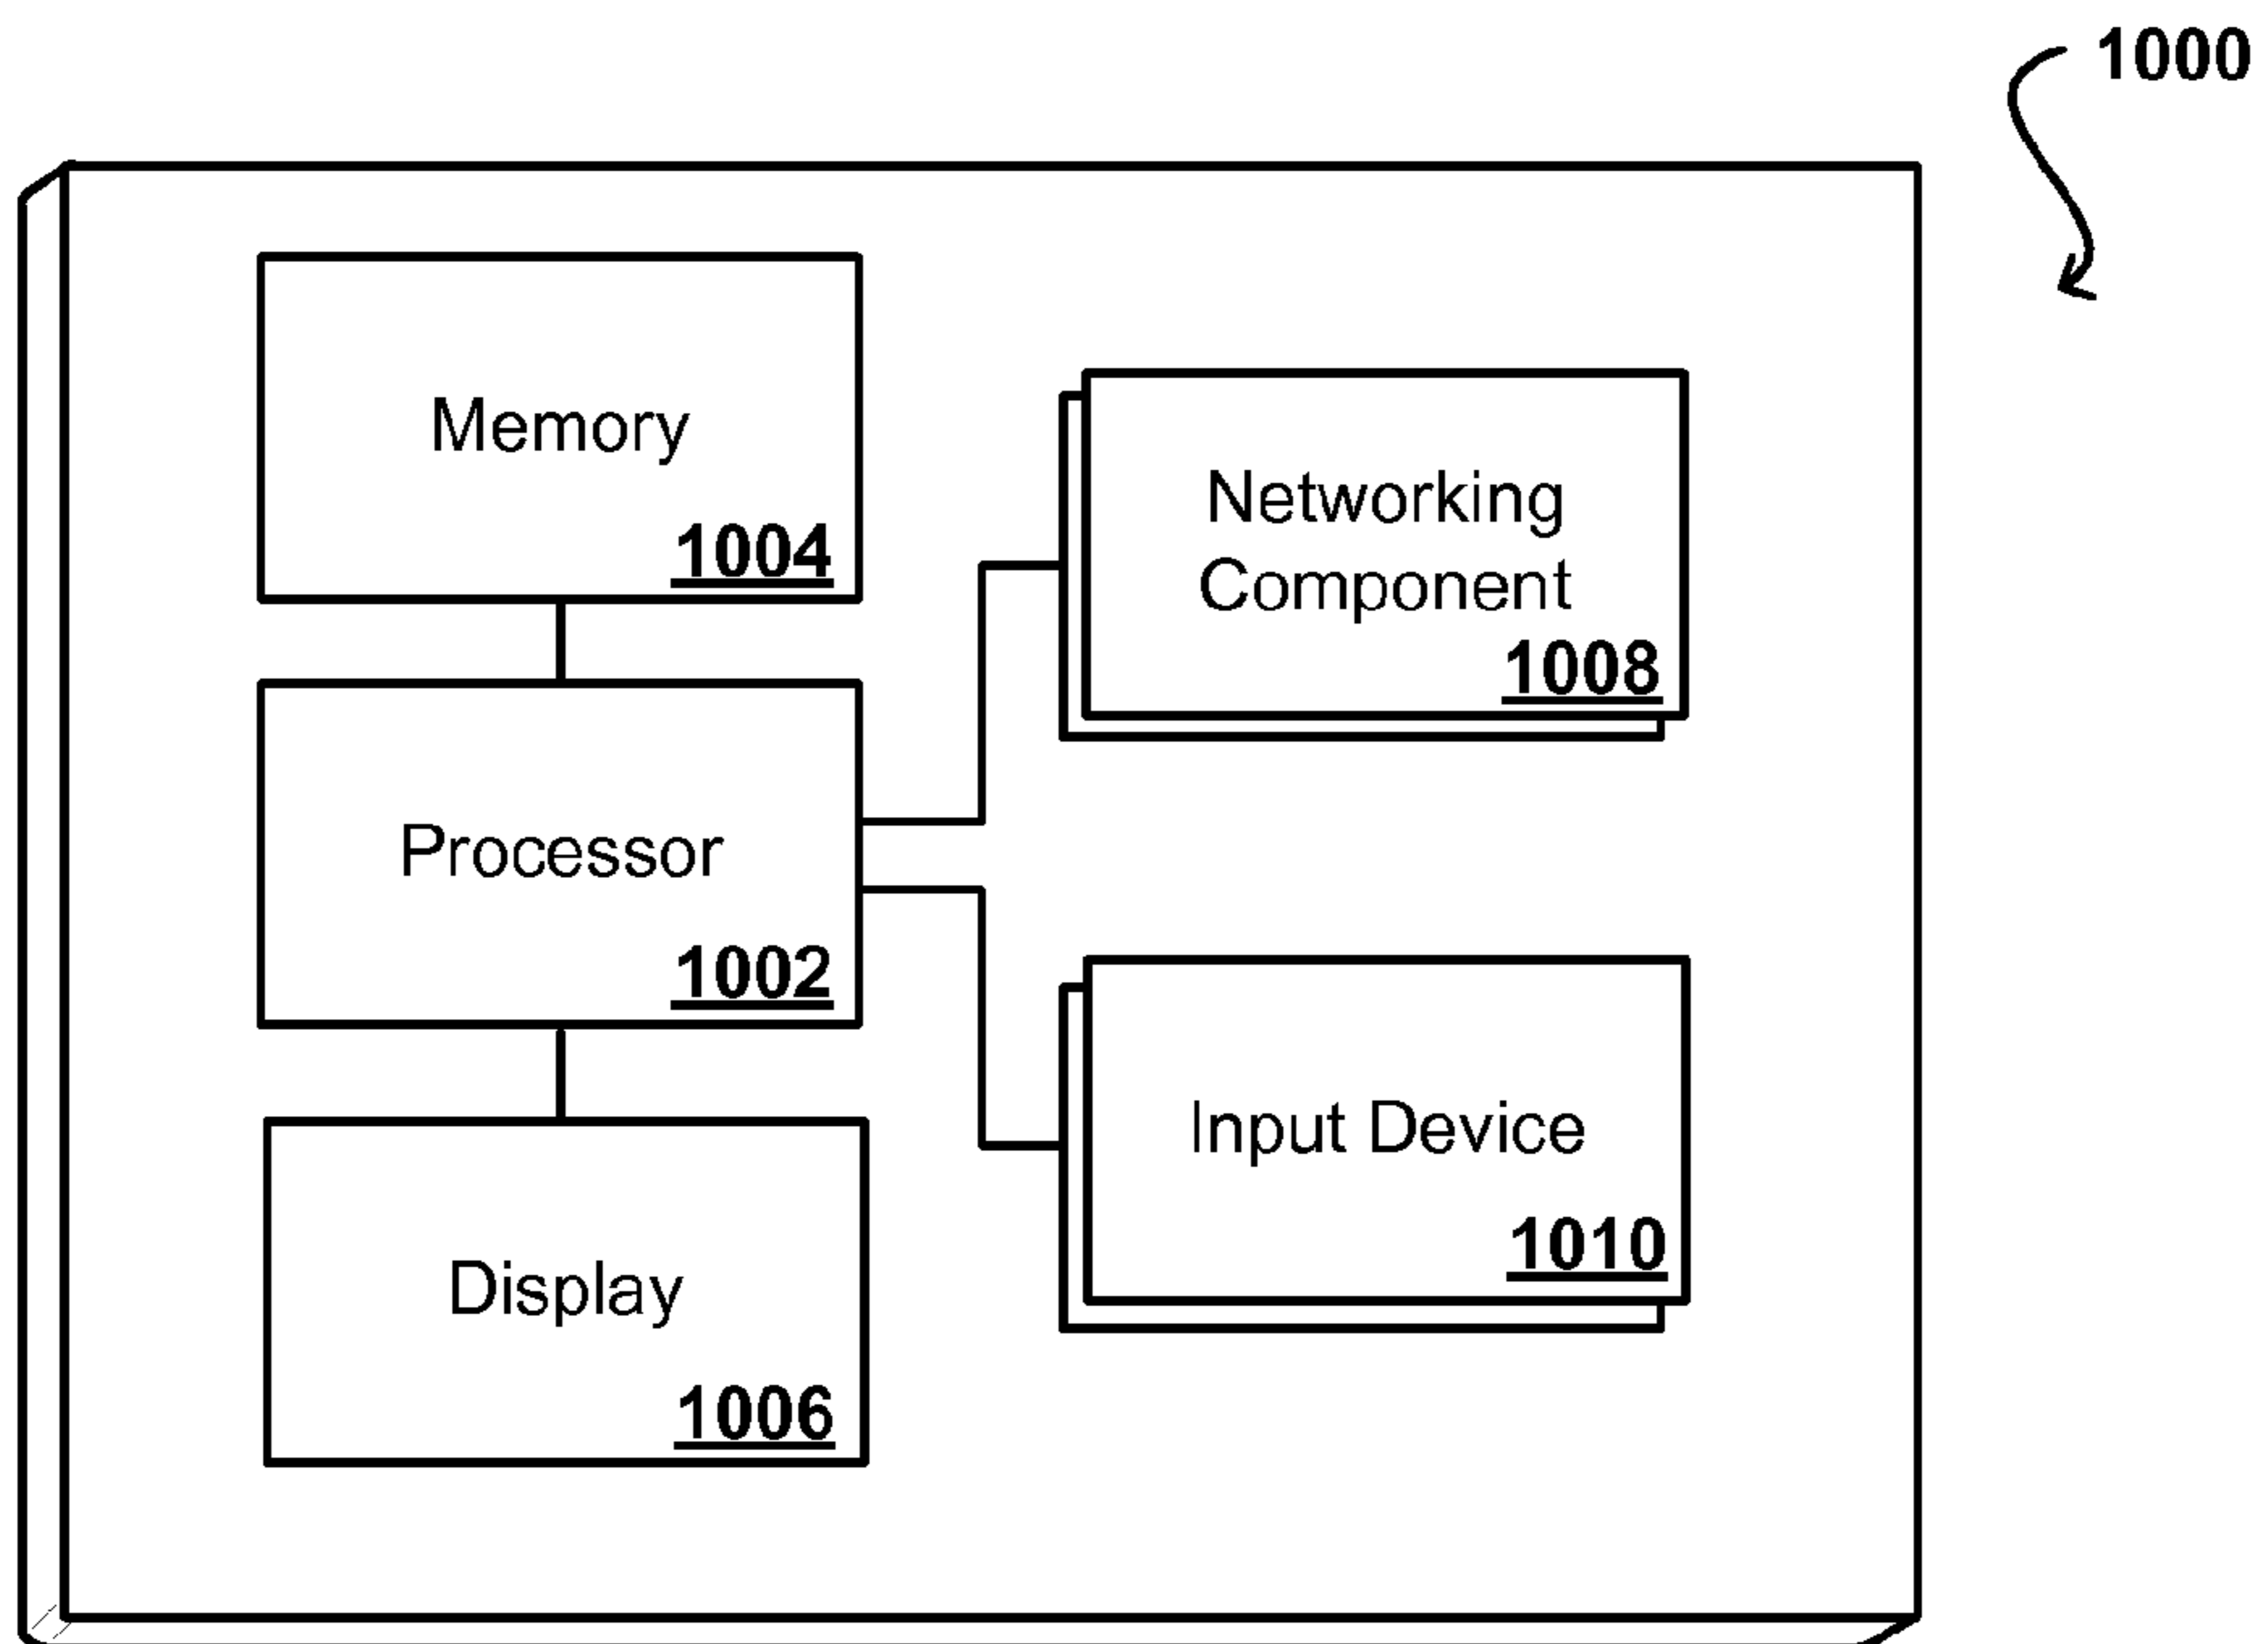 1000
Memory
1004
Networking
Component
1008
Processor
1002
Input Device
1010
Display
1006